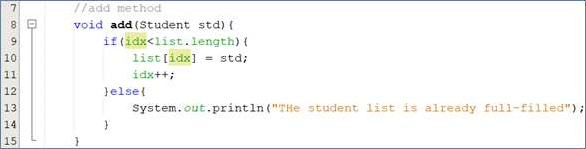 7 //add method
8 void add(Student std){
9 if(idx<list.length){
10 list[idx] = std;
11 idx++;
12 }else{
13 System.out.println("THe student list is already full-filled");
14 }
15 }